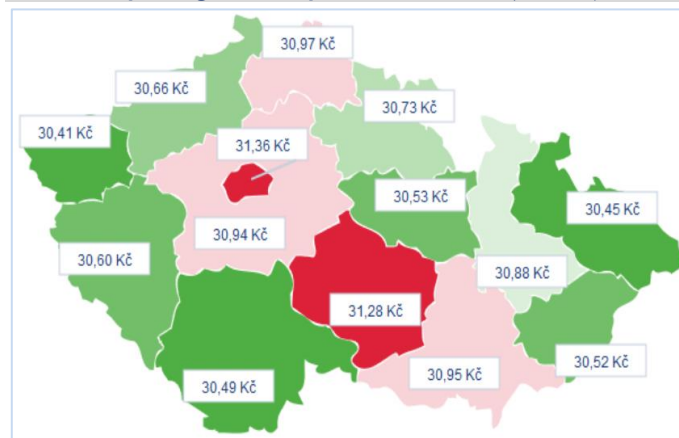 30,97 Kč
30,66 Kč
30,73 Kč
30,41 Kč
31,36 Kč
30,53 Kč
30,45 Kč
30,94 Kč
30,60 Kč
30,88 Kč
31,28 Kč
30,52 Kč
30,95 Kč
30,49 Kč